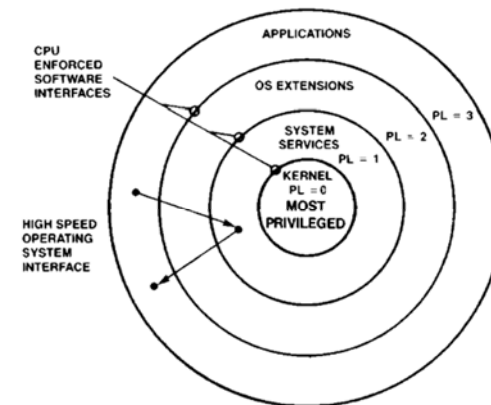 APPLICATIONS
CPU
ENFORCED
SOFTWARE
INTERFACES
OS EXTENSIONS
PL = 3
SYSTEM
SERVICES
PL = 2
PL = 1
KERNEL
PL = 0
MOST
PRIVILEGED
HIGH SPEED
OPERATING
SYSTEM
INTERFACE